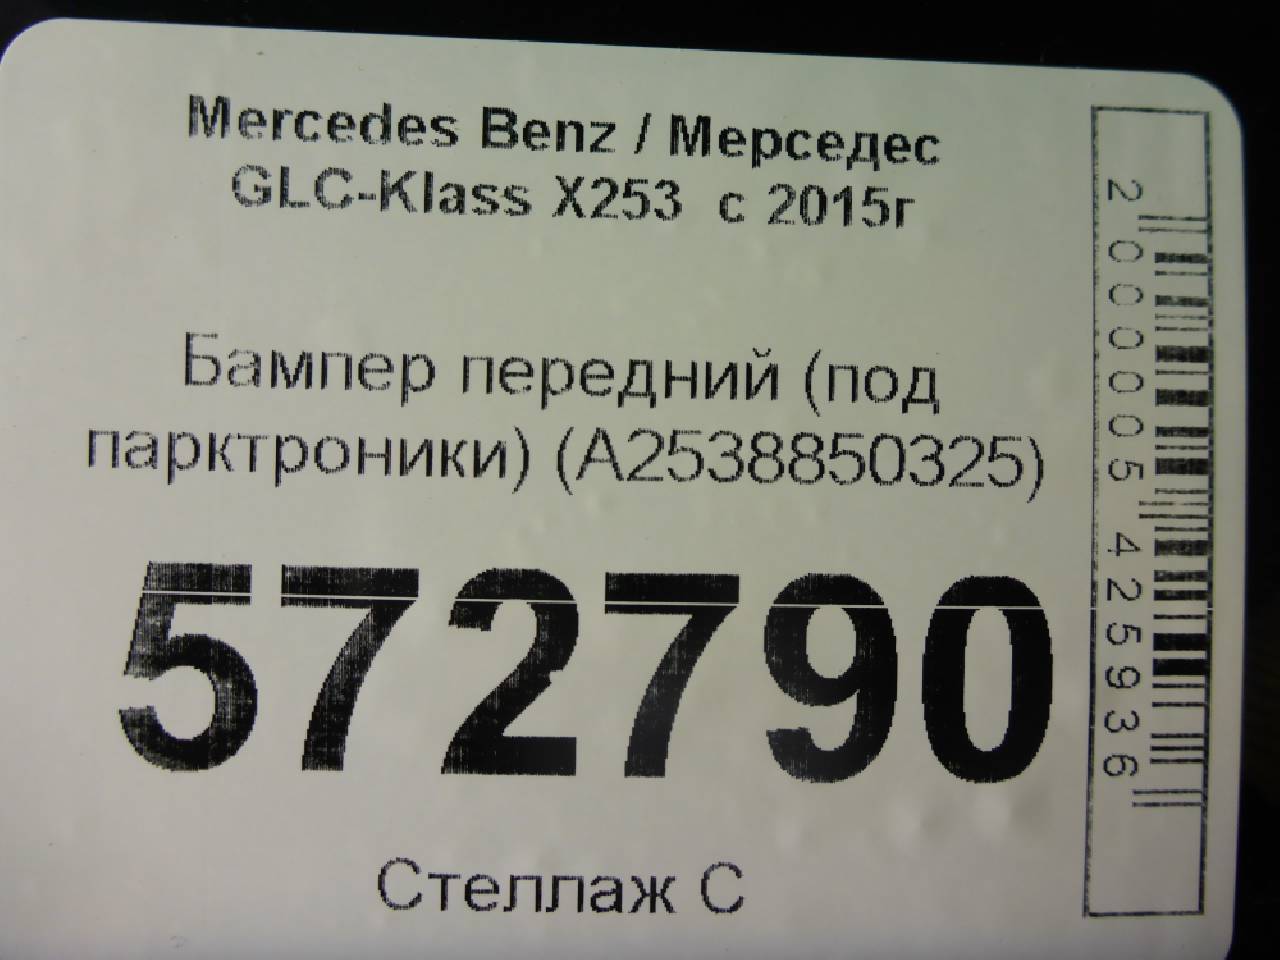 Mercedes Benz / Мерседес
GLC-Klass X253 с 2015г
Бампер передний (под
парктроники) (A2538850325)
572790
Стеллаж С
2000005425936